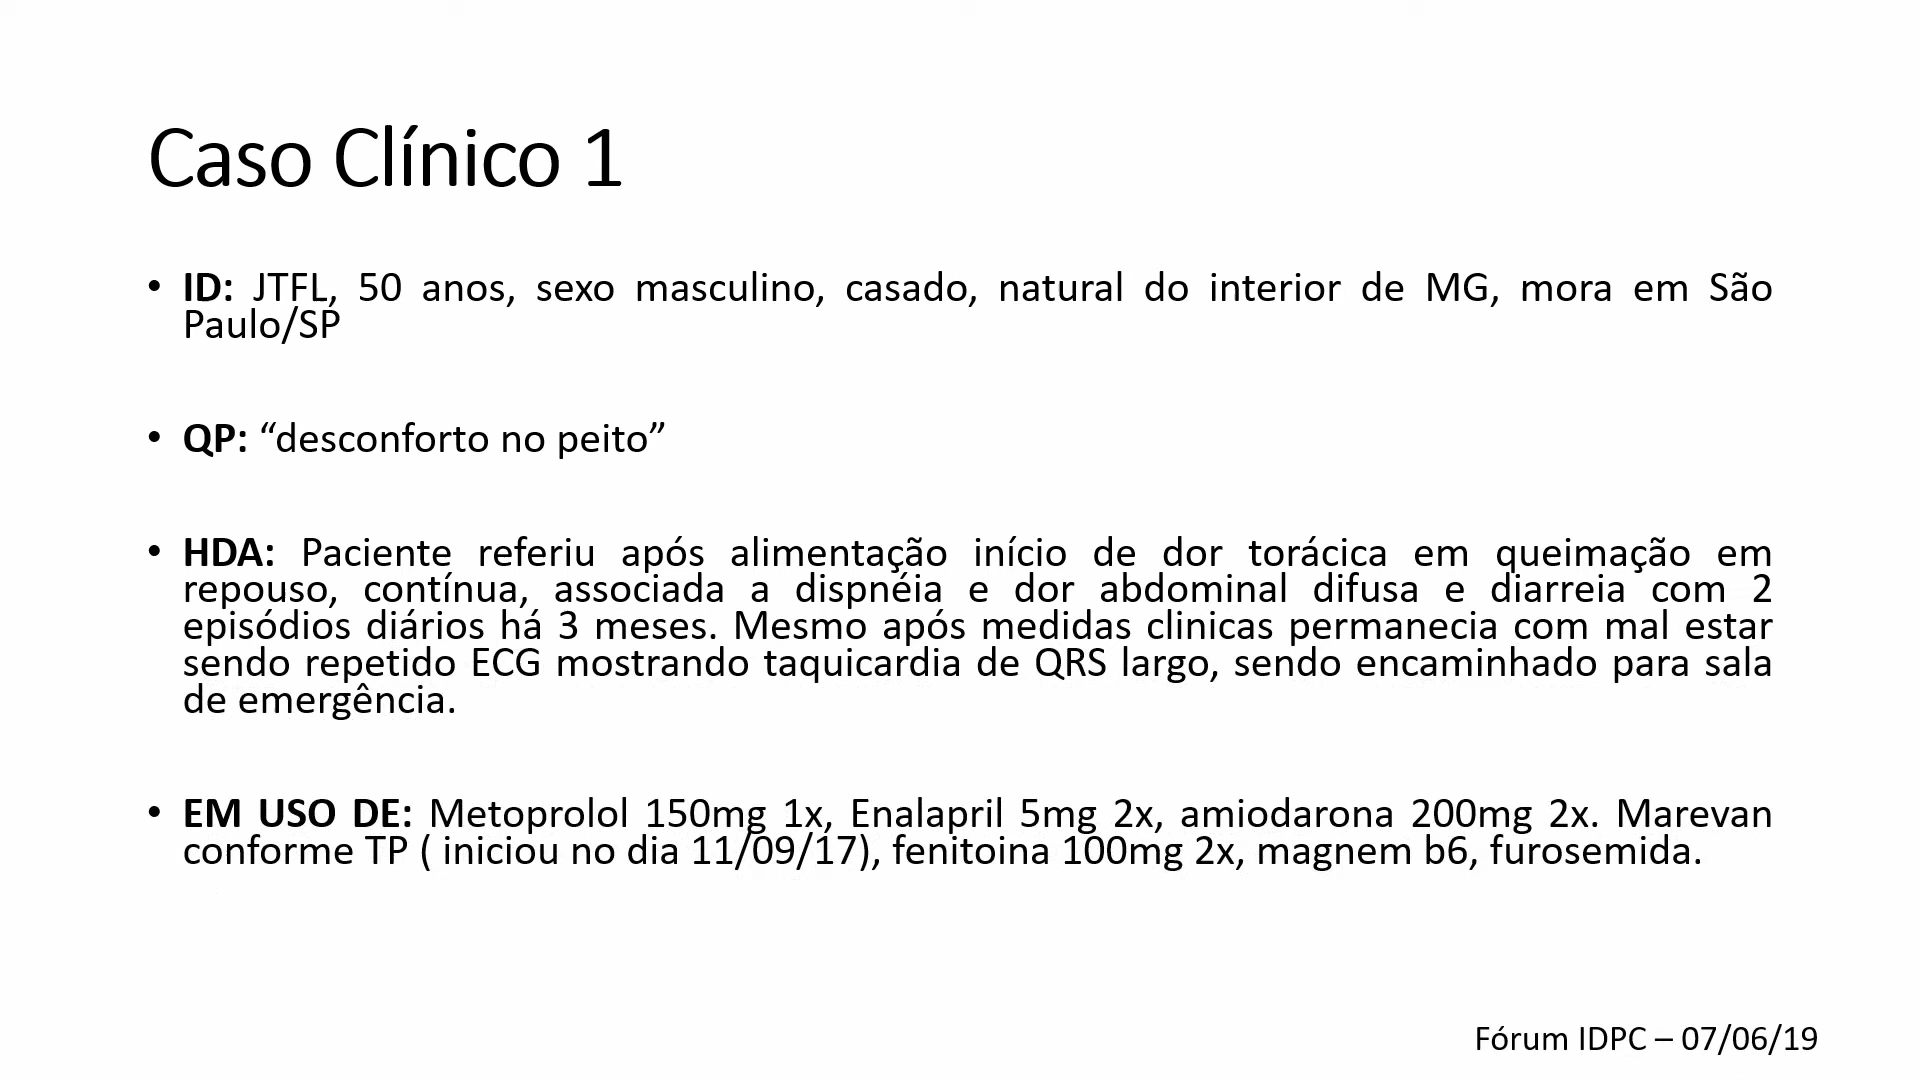 Caso Clínico 1
• ID: JTFL, 50 anos, sexo masculino, casado, natural do interior de MG, mora em São
Paulo/SP
• QP: “desconforto no peito”
• HDA: Paciente referiu após alimentação início de dor torácica em queimação em
repouso, contínua, associada a dispnéia e dor abdominal difusa e diarreia com 2
episódios diários há 3 meses. Mesmo após medidas clinicas permanecia com mal estar
sendo repetido ECG mostrando taquicardia de QRS largo, sendo encaminhado para sala
de emergência.
• EM USO DE: Metoprolol 150mg 1x, Enalapril 5mg 2x, amiodarona 200mg 2x. Marevan
conforme TP ( iniciou no dia 11/09/17), fenitoina 100mg 2x, magnem b6, furosemida.
Fórum IDPC – 07/06/19